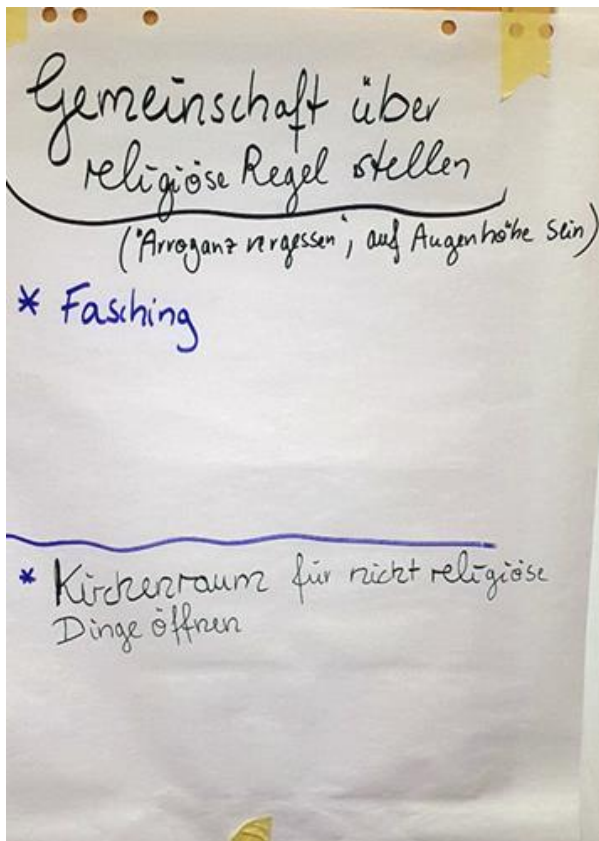 Gemeinschaft über
religiöse Regel stellen
("Arroganz vergessen", auf Augenhöhe sein)
* Fasching
* Kirchenraum für nicht religiöse
Dinge öffnen